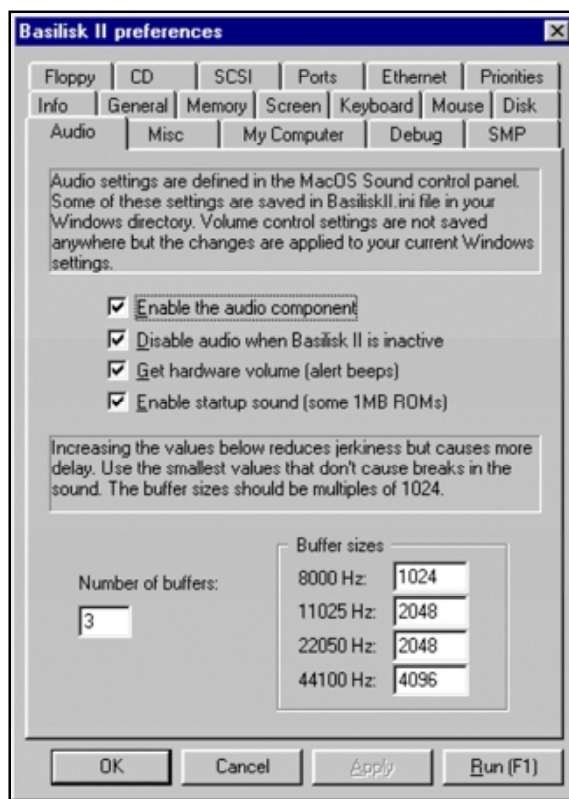 Basilisk II preferences
Floppy CD SCSI Ports Ethernet Priorities
Info General Memory Screen Keyboard Mouse Disk
Audio Misc My Computer Debug SMP
Audio settings are defined in the MacOS Sound control panel.
Some of these settings are saved in BasiliskII.ini file in your
Windows directory. Volume control settings are not saved
anywhere but the changes are applied to your current Windows
settings.
Enable the audio component
Disable audio when Basilisk II is inactive
Get hardware volume (alert beeps)
Enable startup sound (some 1MB ROMs)
Increasing the values below reduces jerkiness but causes more
delay. Use the smallest values that don't cause breaks in the
sound. The buffer sizes should be multiples of 1024.
Number of buffers:
3
Buffer sizes
8000 Hz: 1024
11025 Hz: 2048
22050 Hz: 2048
44100 Hz: 4096
OK Cancel Apply Run (F1)